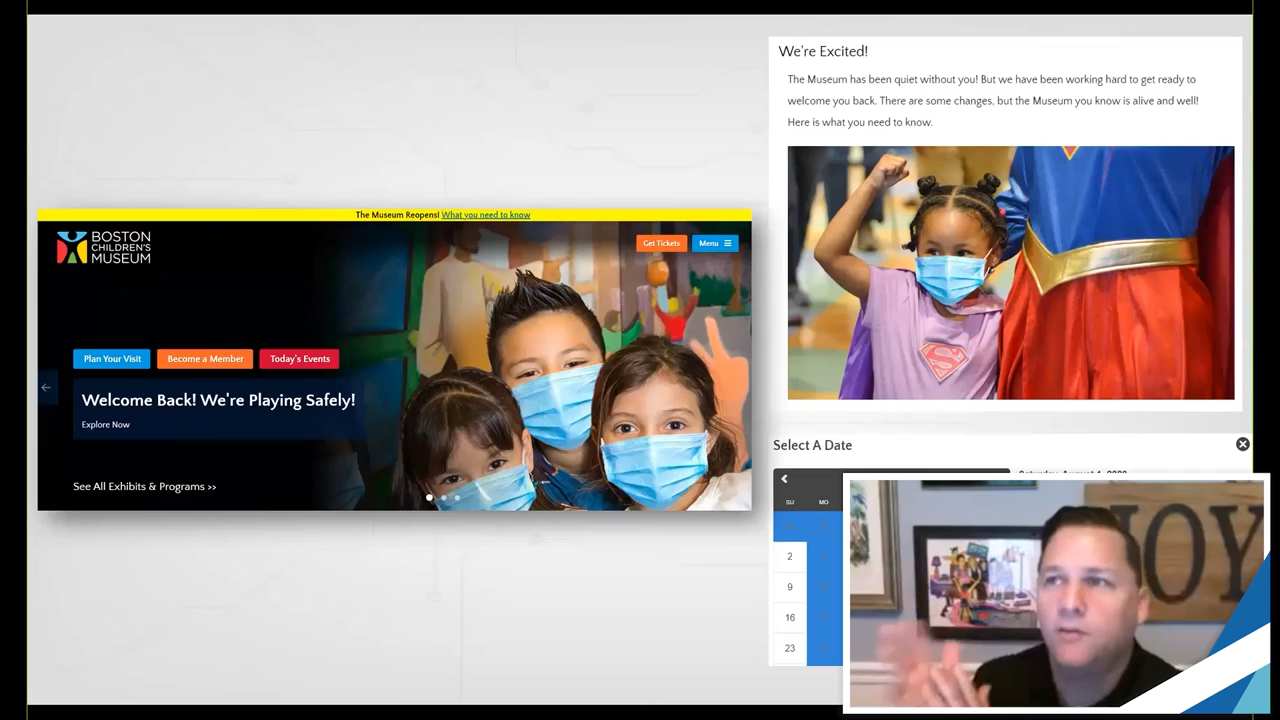 The Museum Reopens! What you need to know
BOSTON
CHILDREN'S
MUSEUM
Get Tickets
Menu
Plan Your Visit
Become a Member
Today's Events
Welcome Back! We're Playing Safely!
Explore Now
See All Exhibits & Programs >>
We're Excited!
The Museum has been quiet without you! But we have been working hard to get ready to
welcome you back. There are some changes, but the Museum you know is alive and well!
Here is what you need to know.
S
Select A Date
SU MO
2
9
16
23
JOY